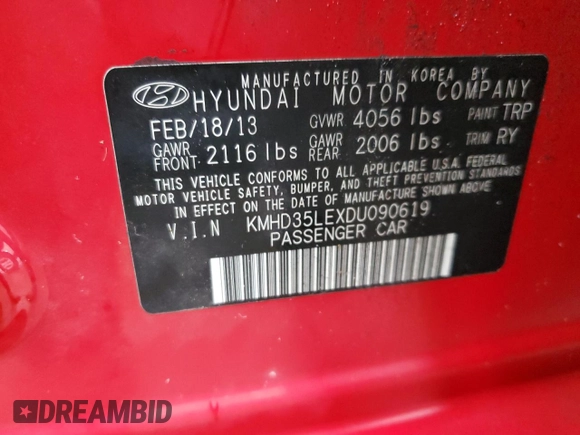 MANUFACTURED IN KOREA BY
HYUNDAI MOTOR COMPANY
FEB/18/13 GVWR 4056 lbs PAINT TRP
GAWR FRONT 2116 lbs GAWR REAR 2006 lbs TRIM RY
THIS VEHICLE CONFORMS TO ALL APPLICABLE U.S.A. FEDERAL
MOTOR VEHICLE SAFETY, BUMPER, AND THEFT PREVENTION STANDARDS
IN EFFECT ON THE DATE OF MANUFACTURE SHOWN ABOVE.
V.I.N KMHD35LEXDU090619
PASSENGER CAR
DREAMBID